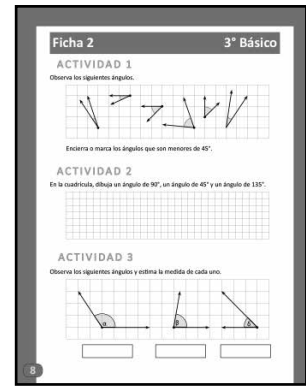 Ficha 2 3° Básico
ACTIVIDAD 1
Observa los siguientes ángulos.
Encierra o marca los ángulos que son menores de 45°.
ACTIVIDAD 2
En la cuadrícula, dibuja un ángulo de 90°, un ángulo de 45° y un ángulo de 135°.
ACTIVIDAD 3
Observa los siguientes ángulos y estima la medida de cada uno.
α β
8